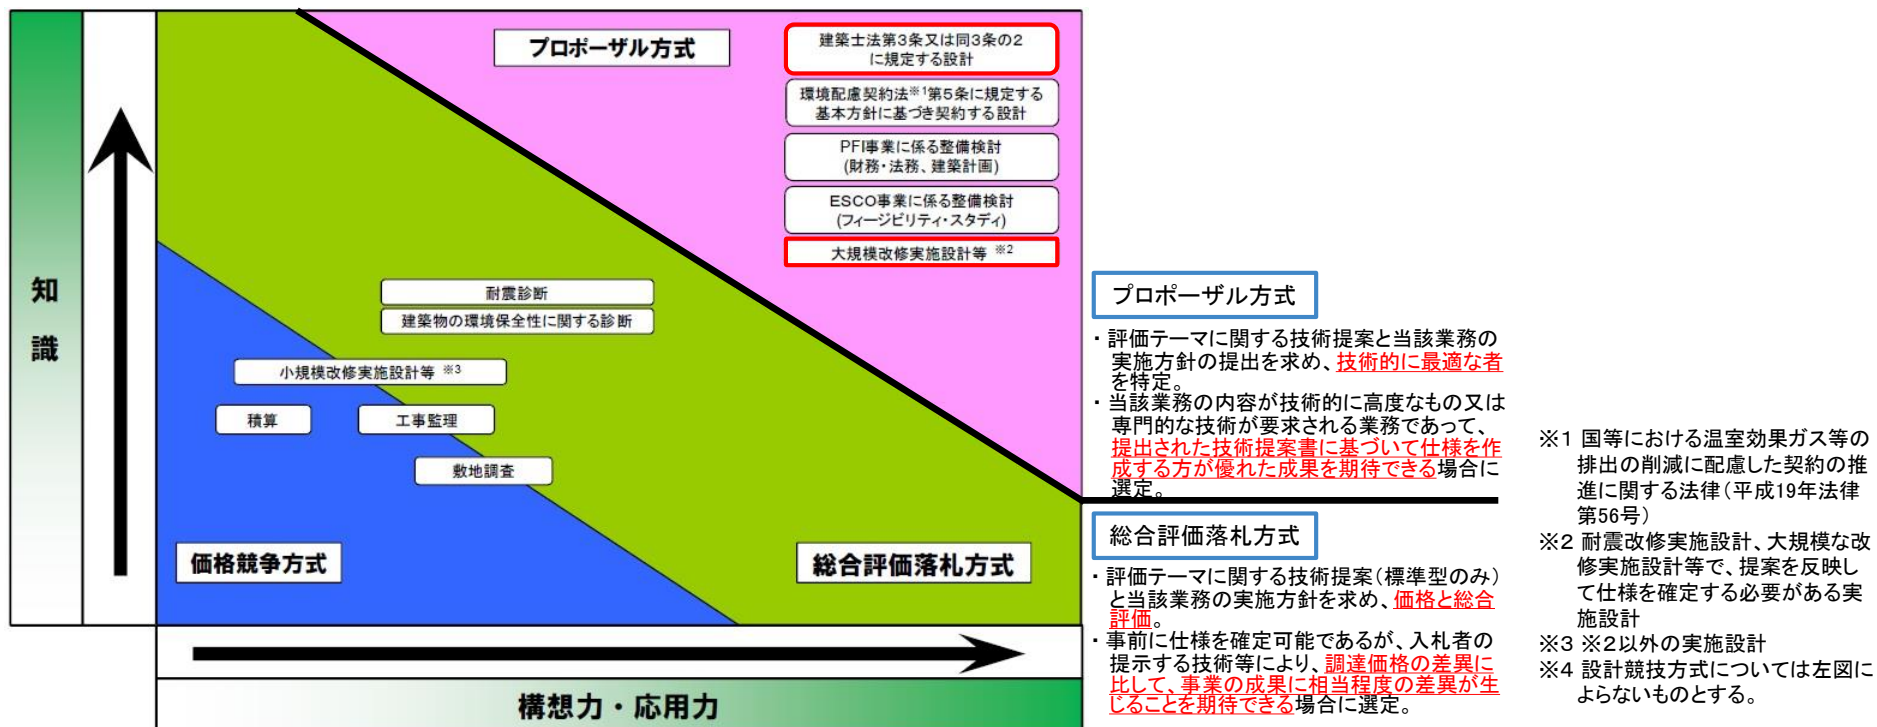 知
識
プロポーザル方式
建築士法第3条又は同3条の2
に規定する設計
環境配慮契約法※1第5条に規定する
基本方針に基づき契約する設計
PFI事業に係る整備検討
(財務・法務、建築計画)
ESCO事業に係る整備検討
(フィージビリティ・スタディ)
大規模改修実施設計等 ※2
耐震診断
建築物の環境保全性に関する診断
小規模改修実施設計等 ※3
積算
工事監理
敷地調査
価格競争方式
総合評価落札方式
構想力・応用力
プロポーザル方式
・評価テーマに関する技術提案と当該業務の
実施方針の提出を求め、技術的に最適な者
を特定。
・当該業務の内容が技術的に高度なもの又は
専門的な技術が要求される業務であって、
提出された技術提案書に基づいて仕様を作
成する方が優れた成果を期待できる場合に
選定。
総合評価落札方式
・評価テーマに関する技術提案(標準型のみ)
と当該業務の実施方針を求め、価格と総合
評価。
・事前に仕様を確定可能であるが、入札者の
提示する技術等により、調達価格の差異に
比して、事業の成果に相当程度の差異が生
じることを期待できる場合に選定。
※1 国等における温室効果ガス等の
排出の削減に配慮した契約の推
進に関する法律(平成19年法律
第56号)
※2 耐震改修実施設計、大規模な改
修実施設計等で、提案を反映し
て仕様を確定する必要がある実
施設計
※3 ※2以外の実施設計
※4 設計競技方式については左図に
よらないものとする。